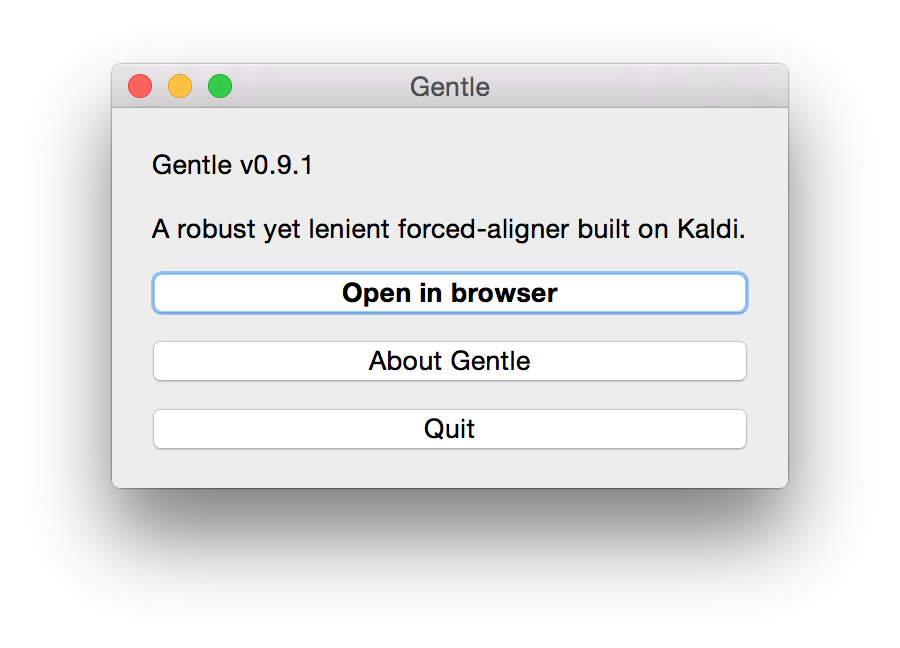 Gentle
Gentle v0.9.1
A robust yet lenient forced-aligner built on Kaldi.
Open in browser
About Gentle
Quit